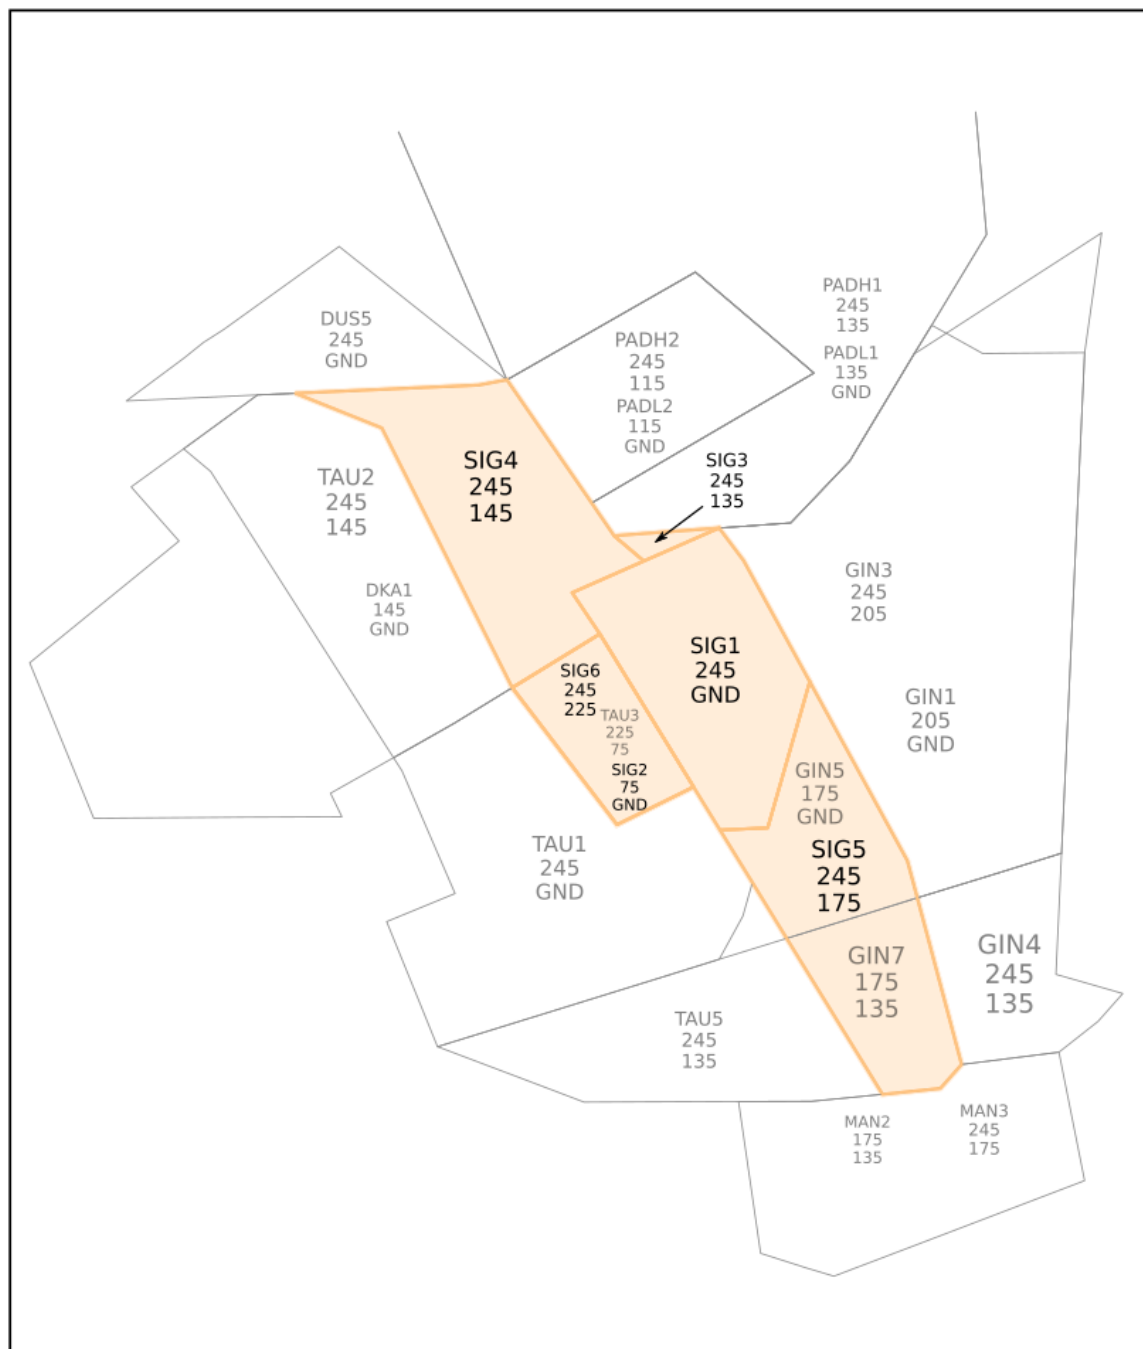 PADH1
245
135
PADL1
135
GND
DUS5
245
GND
PADH2
245
115
PADL2
115
GND
SIG4
245
145
SIG3
245
135
TAU2
245
145
DKA1
145
GND
GIN3
245
205
SIG1
245
GND
SIG6
245
225
TAU3
225
75
SIG2
75
GND
GIN1
205
GND
GIN5
175
GND
SIG5
245
175
TAU1
245
GND
GIN7
175
135
GIN4
245
135
TAU5
245
135
MAN2
175
135
MAN3
245
175